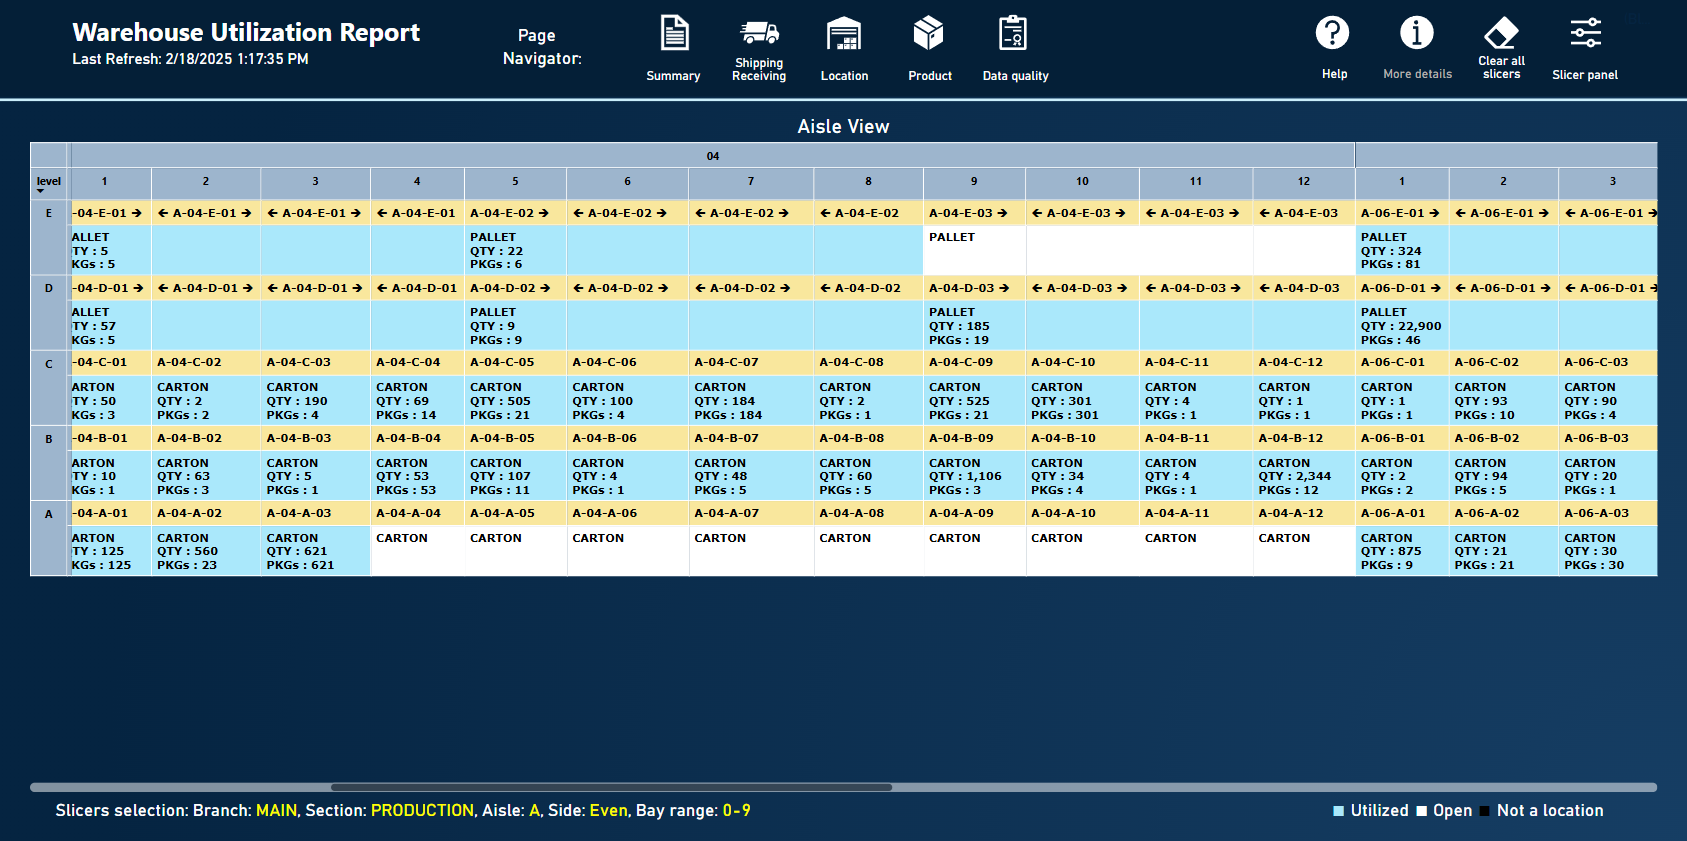 Warehouse Utilization Report
Last Refresh: 2/18/2025 1:17:35 PM
Page
Navigator:
Summary
Shipping
Receiving
Location
Product
Data quality
Help
More details
Clear all
slicers
Slicer panel
Aisle View
04
level 1 2 3 4 5 6 7 8 9 10 11 12 1 2 3
E -04-E-01 → ← A-04-E-01 → ← A-04-E-01 → ← A-04-E-01 A-04-E-02 → ← A-04-E-02 → ← A-04-E-02 → ← A-04-E-02 A-04-E-03 → ← A-04-E-03 → ← A-04-E-03 → ← A-04-E-03 A-06-E-01 → ← A-06-E-01 → ← A-06-E-01 →
ALLET PALLET PALLET PALLET
TY : 5 QTY : 22 QTY : 324
KGs : 5 PKGs : 6 PKGs : 81
D -04-D-01 → ← A-04-D-01 → ← A-04-D-01 → ← A-04-D-01 A-04-D-02 → ← A-04-D-02 → ← A-04-D-02 → ← A-04-D-02 A-04-D-03 → ← A-04-D-03 → ← A-04-D-03 → ← A-04-D-03 A-06-D-01 → ← A-06-D-01 → ← A-06-D-01 →
ALLET PALLET PALLET PALLET
TY : 57 QTY : 9 QTY : 185 QTY : 22,900
KGs : 5 PKGs : 9 PKGs : 19 PKGs : 46
C -04-C-01 A-04-C-02 A-04-C-03 A-04-C-04 A-04-C-05 A-04-C-06 A-04-C-07 A-04-C-08 A-04-C-09 A-04-C-10 A-04-C-11 A-04-C-12 A-06-C-01 A-06-C-02 A-06-C-03
ARTON CARTON CARTON CARTON CARTON CARTON CARTON CARTON CARTON CARTON CARTON CARTON CARTON CARTON CARTON
TY : 50 QTY : 2 QTY : 190 QTY : 69 QTY : 505 QTY : 100 QTY : 184 QTY : 2 QTY : 525 QTY : 301 QTY : 4 QTY : 1 QTY : 1 QTY : 93 QTY : 90
KGs : 3 PKGs : 2 PKGs : 4 PKGs : 14 PKGs : 21 PKGs : 4 PKGs : 184 PKGs : 1 PKGs : 21 PKGs : 301 PKGs : 1 PKGs : 1 PKGs : 1 PKGs : 10 PKGs : 4
B -04-B-01 A-04-B-02 A-04-B-03 A-04-B-04 A-04-B-05 A-04-B-06 A-04-B-07 A-04-B-08 A-04-B-09 A-04-B-10 A-04-B-11 A-04-B-12 A-06-B-01 A-06-B-02 A-06-B-03
ARTON CARTON CARTON CARTON CARTON CARTON CARTON CARTON CARTON CARTON CARTON CARTON CARTON CARTON CARTON
TY : 10 QTY : 63 QTY : 5 QTY : 53 QTY : 107 QTY : 4 QTY : 48 QTY : 60 QTY : 1,106 QTY : 34 QTY : 4 QTY : 2,344 QTY : 2 QTY : 94 QTY : 20
KGs : 1 PKGs : 3 PKGs : 1 PKGs : 53 PKGs : 11 PKGs : 1 PKGs : 5 PKGs : 5 PKGs : 3 PKGs : 4 PKGs : 1 PKGs : 12 PKGs : 2 PKGs : 5 PKGs : 1
A -04-A-01 A-04-A-02 A-04-A-03 A-04-A-04 A-04-A-05 A-04-A-06 A-04-A-07 A-04-A-08 A-04-A-09 A-04-A-10 A-04-A-11 A-04-A-12 A-06-A-01 A-06-A-02 A-06-A-03
ARTON CARTON CARTON CARTON CARTON CARTON CARTON CARTON CARTON CARTON CARTON CARTON CARTON CARTON CARTON
TY : 125 QTY : 560 QTY : 621 QTY : 875 QTY : 21 QTY : 30
KGs : 125 PKGs : 23 PKGs : 621 PKGs : 9 PKGs : 21 PKGs : 30
Slicers selection: Branch: MAIN, Section: PRODUCTION, Aisle: A, Side: Even, Bay range: 0-9
Utilized Open Not a location